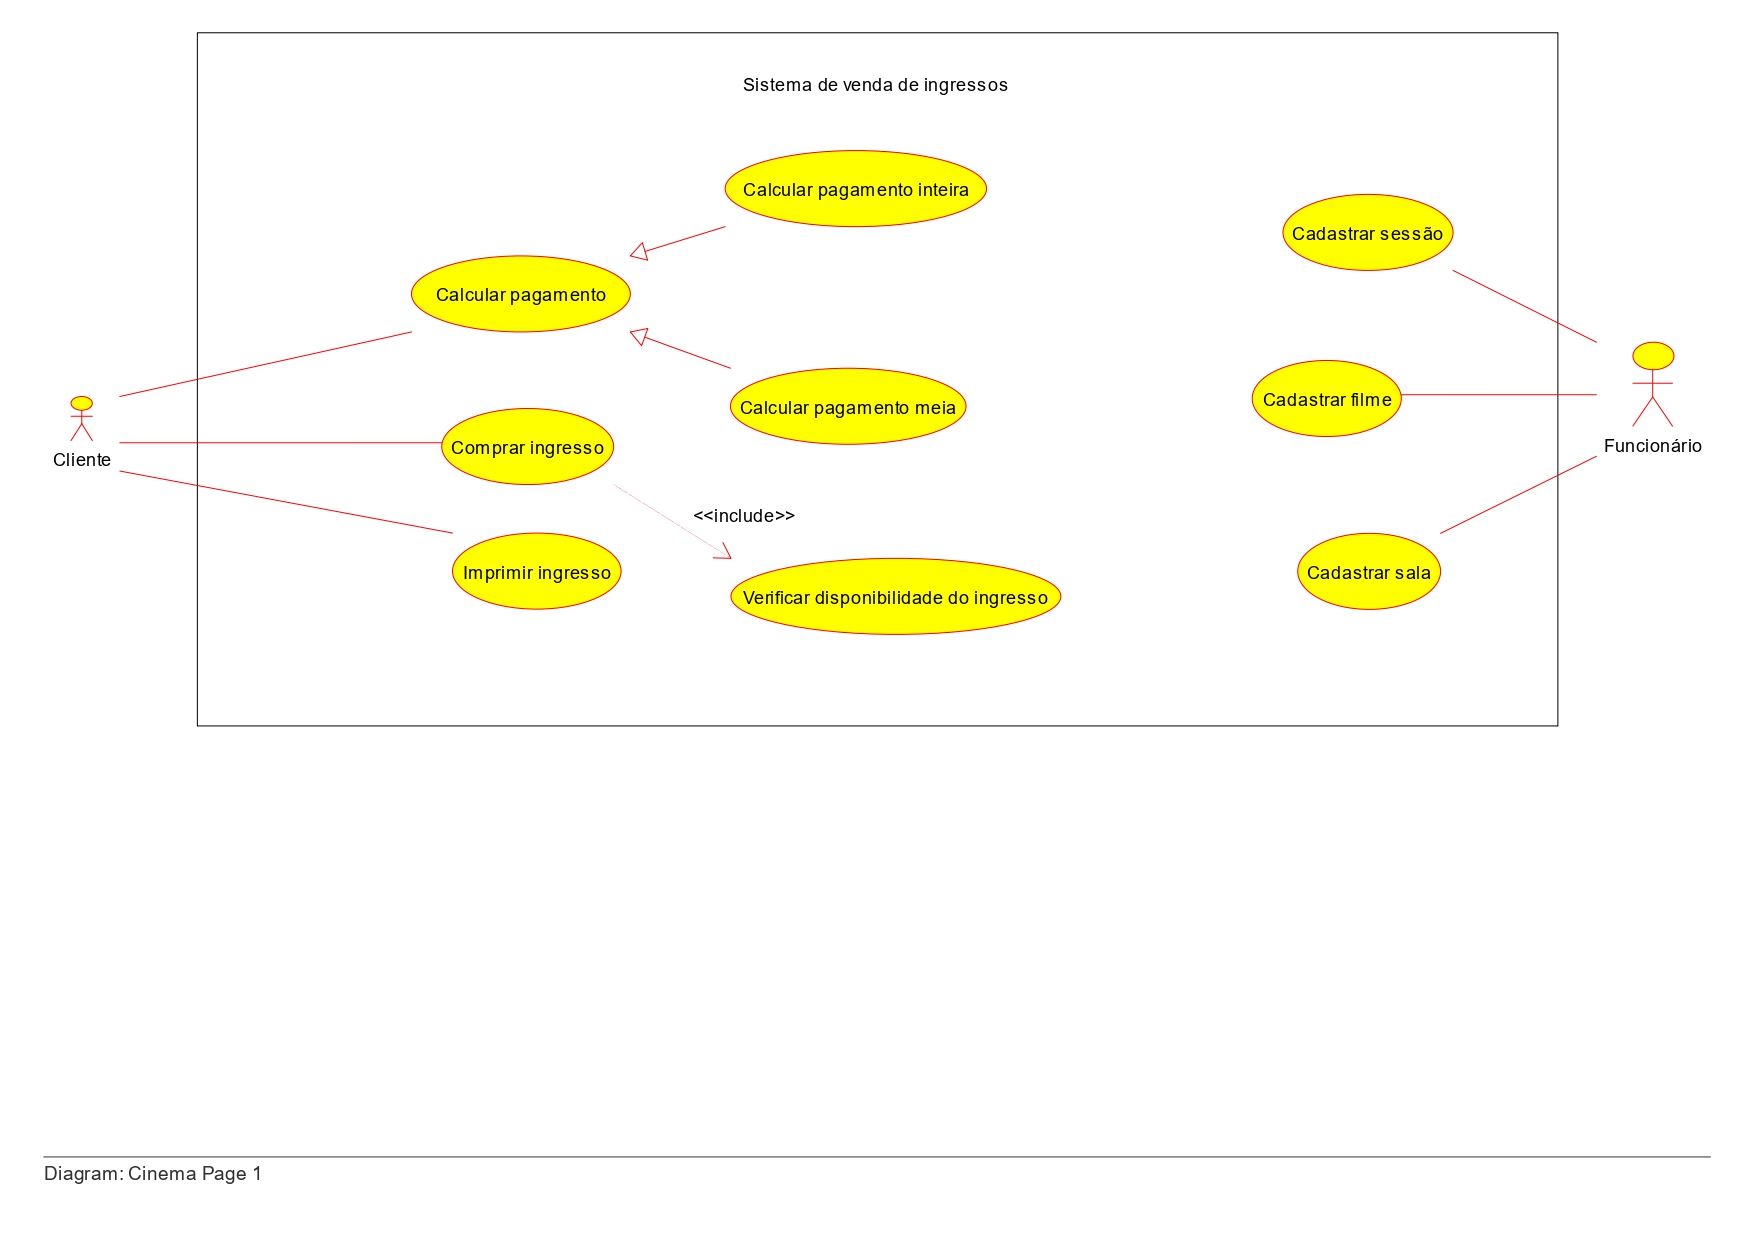 Sistema de venda de ingressos
Calcular pagamento inteira
Cadastrar sessão
Calcular pagamento
Calcular pagamento meia
Cadastrar filme
Cliente
Comprar ingresso
Funcionário
<<include>>
Imprimir ingresso
Verificar disponibilidade do ingresso
Cadastrar sala
Diagram: Cinema Page 1